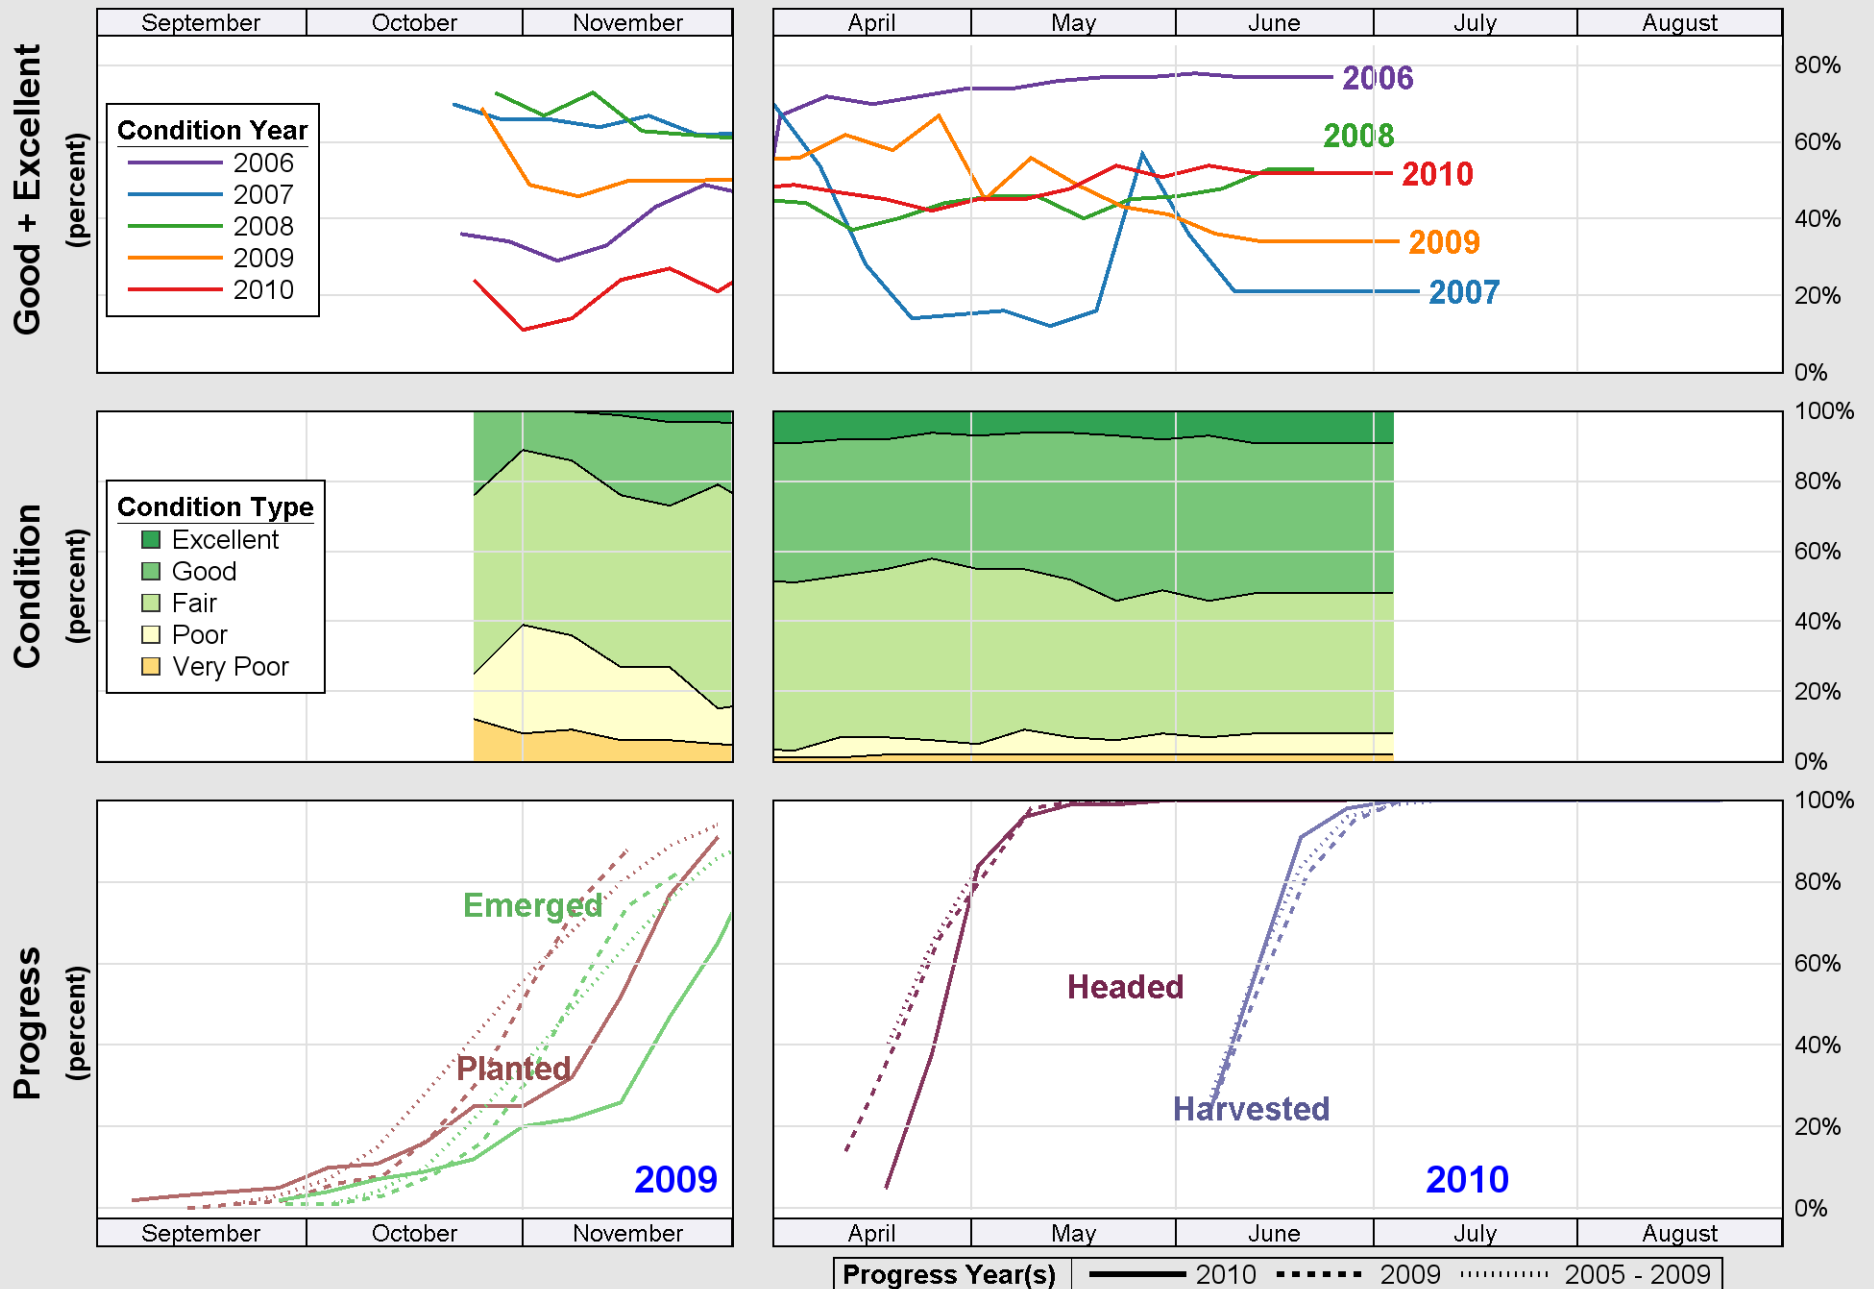 September October November April May June July August
Good + Excellent
(percent)
Condition Year
2006
2007
2008
2009
2010
2006
2008
2010
2009
2007
80%
60%
40%
20%
0%
Condition
(percent)
Condition Type
Excellent
Good
Fair
Poor
Very Poor
100%
80%
60%
40%
20%
0%
Progress
(percent)
Emerged
Planted
2009
Headed
Harvested
2010
100%
80%
60%
40%
20%
0%
September October November April May June July August
Progress Year(s) 2010 2009 2005 - 2009